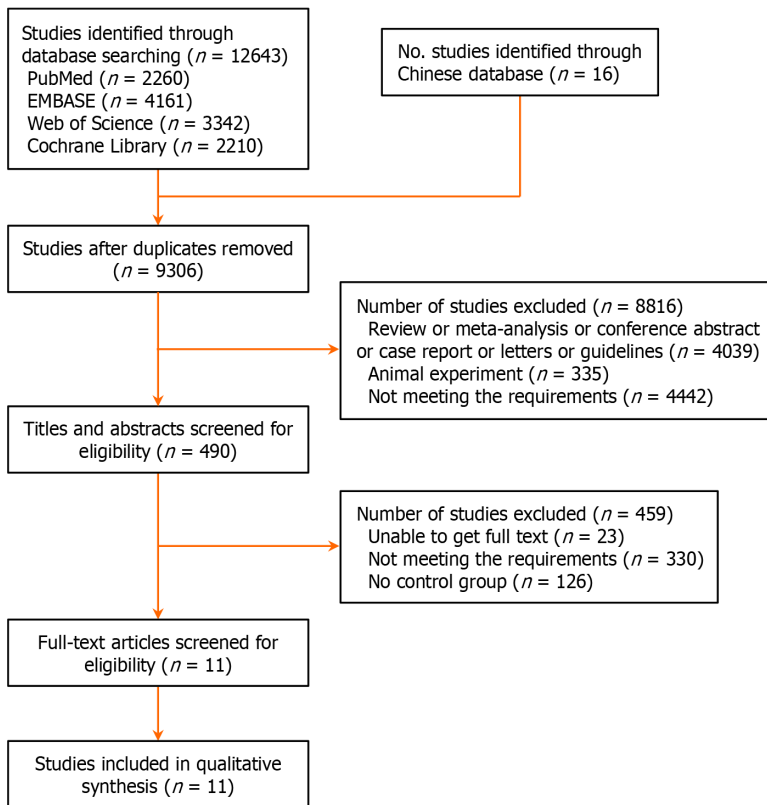 Studies identified through
database searching (n = 12643)
PubMed (n = 2260)
EMBASE (n = 4161)
Web of Science (n = 3342)
Cochrane Library (n = 2210)
No. studies identified through
Chinese database (n = 16)
Studies after duplicates removed
(n = 9306)
Number of studies excluded (n = 8816)
Review or meta-analysis or conference abstract
or case report or letters or guidelines (n = 4039)
Animal experiment (n = 335)
Not meeting the requirements (n = 4442)
Titles and abstracts screened for
eligibility (n = 490)
Number of studies excluded (n = 459)
Unable to get full text (n = 23)
Not meeting the requirements (n = 330)
No control group (n = 126)
Full-text articles screened for
eligibility (n = 11)
Studies included in qualitative
synthesis (n = 11)